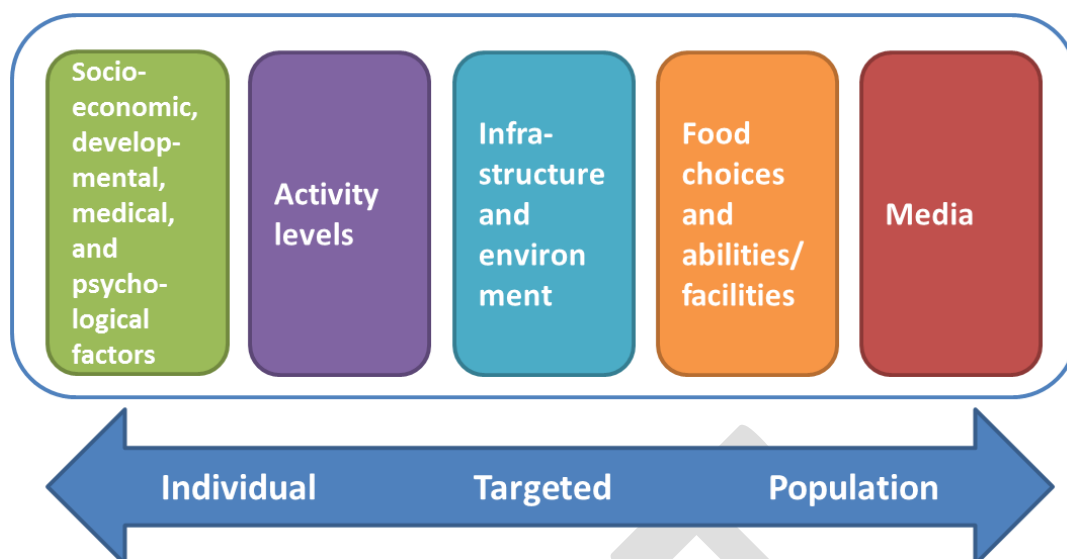 Socio-
economic,
develop-
mental,
medical,
and
psycho-
logical
factors
Activity
levels
Infra-
structure
and
environ
ment
Food
choices
and
abilities/
facilities
Media
Individual
Targeted
Population